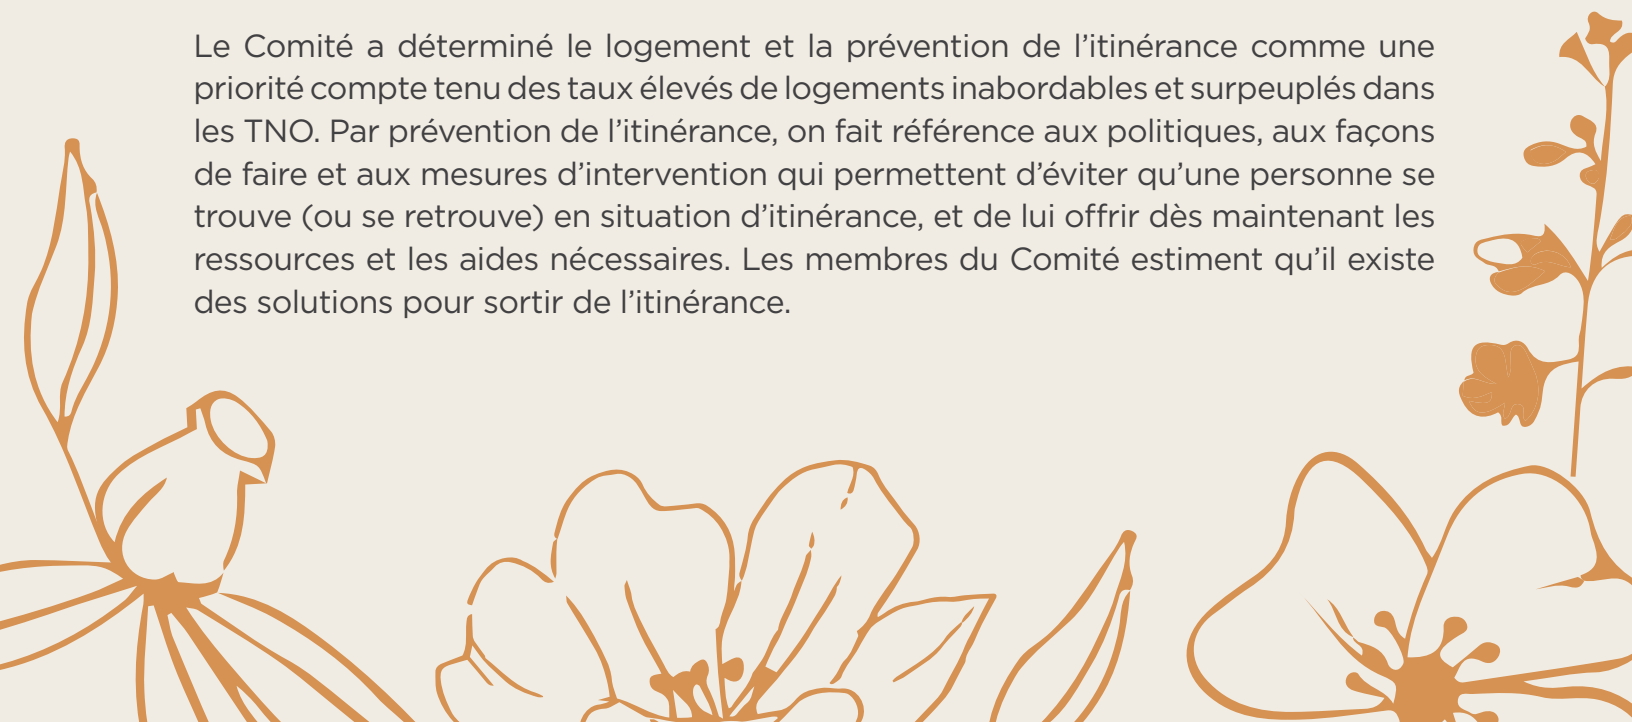 Le Comité a déterminé le logement et la prévention de l’itinérance comme une
priorité compte tenu des taux élevés de logements inabordables et surpeuplés dans
les TNO. Par prévention de l’itinérance, on fait référence aux politiques, aux façons
de faire et aux mesures d’intervention qui permettent d’éviter qu’une personne se
trouve (ou se retrouve) en situation d’itinérance, et de lui offrir dès maintenant les
ressources et les aides nécessaires. Les membres du Comité estiment qu’il existe
des solutions pour sortir de l’itinérance.